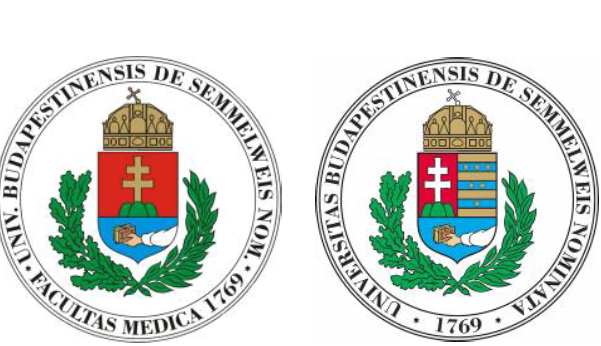 UNIV. BUDAPESTINENSIS DE SEMMELWEIS NOM.
FACULTAS MEDICA 1769
UNIVERSITAS BUDAPESTINENSIS DE SEMMELWEIS NOMINATA
1769